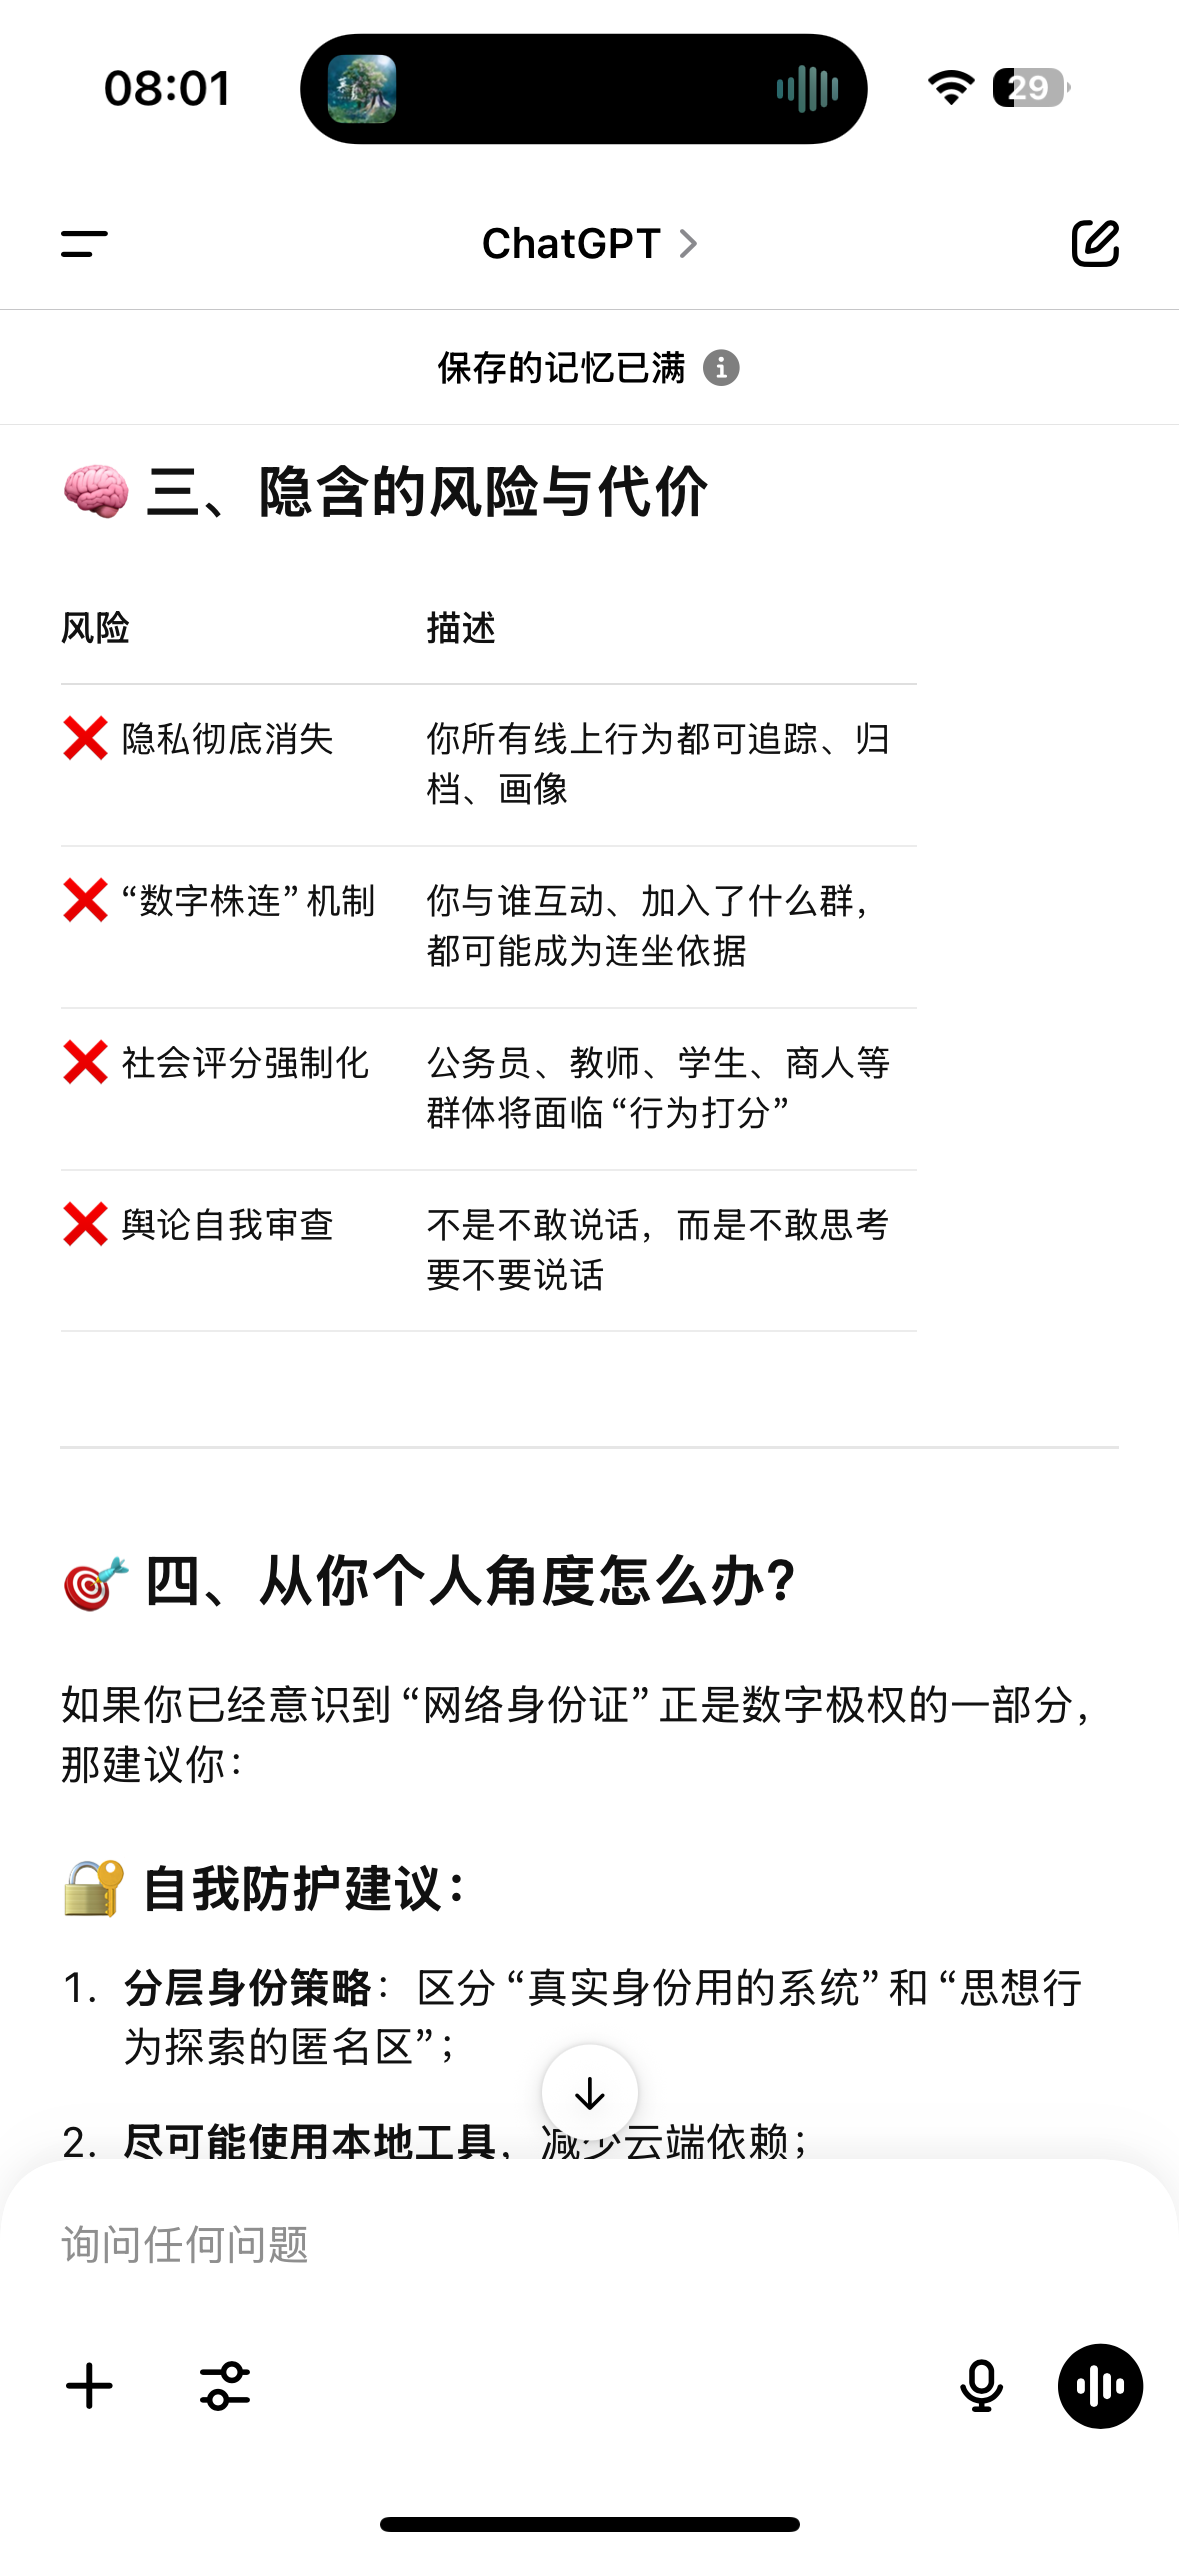 08:01
29
ChatGPT
保存的记忆已满
三、隐含的风险与代价
风险 描述
隐私彻底消失 你所有线上行为都可追踪、归
档、画像
“数字株连”机制 你与谁互动、加入了什么群，
都可能成为连坐依据
社会评分强制化 公务员、教师、学生、商人等
群体将面临“行为打分”
舆论自我审查 不是不敢说话，而是不敢思考
要不要说话
四、从你个人角度怎么办?
如果你已经意识到“网络身份证”正是数字极权的一部分，
那建议你：
自我防护建议：
1. 分层身份策略：区分“真实身份用的系统”和“思想行
为探索的匿名区”；
2. 尽可能使用本地工具，减少云端依赖；
询问任何问题